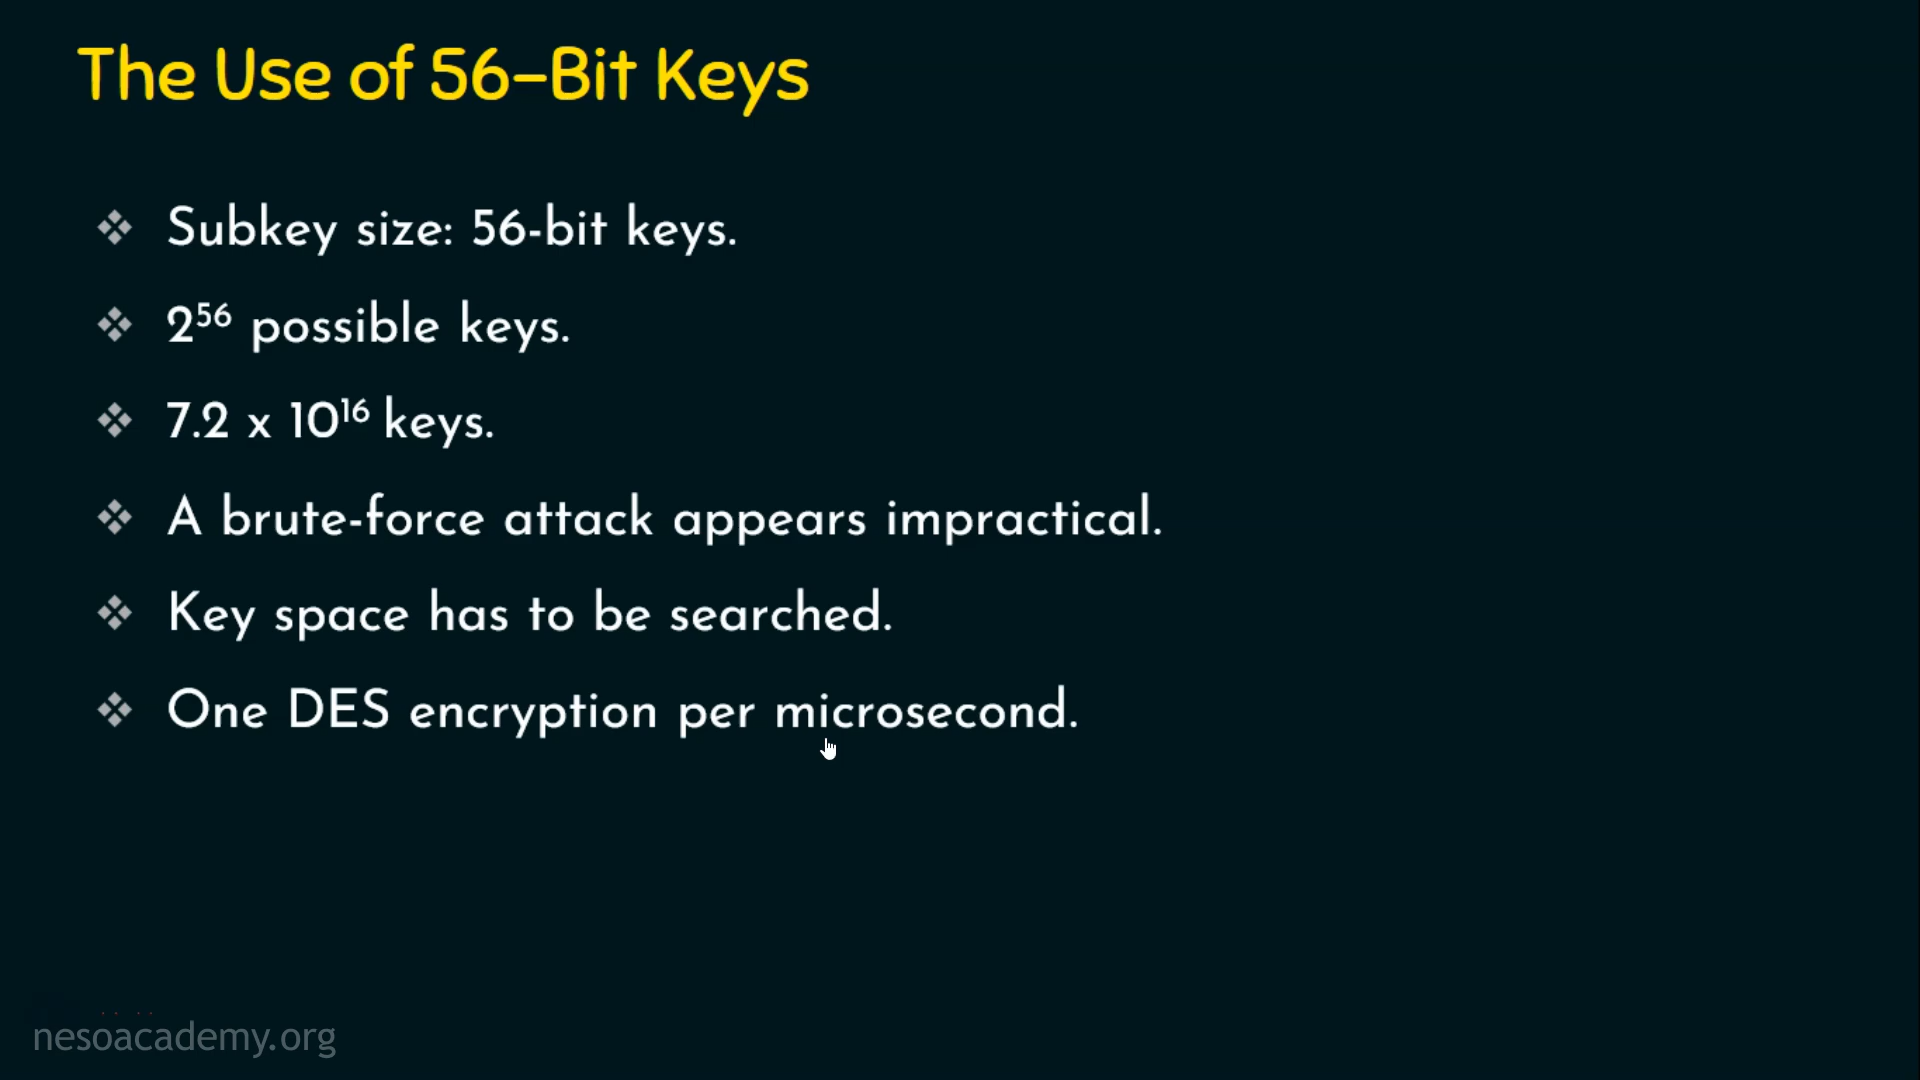 The Use of 56-Bit Keys
Subkey size: 56-bit keys.
2⁵⁶ possible keys.
7.2 x 10¹⁶ keys.
A brute-force attack appears impractical.
Key space has to be searched.
One DES encryption per microsecond.
nesoacademy.org